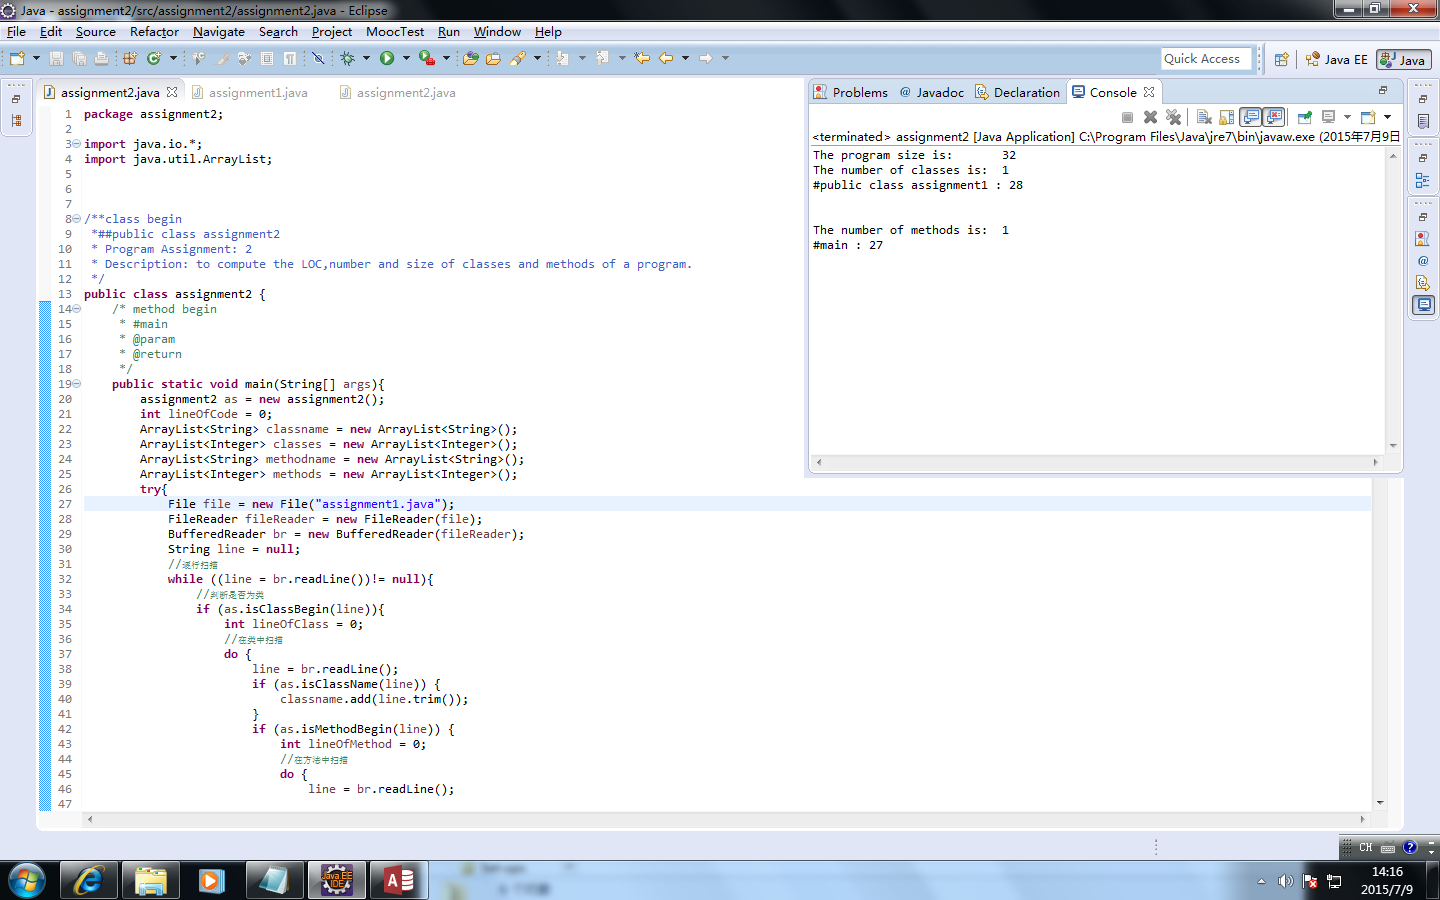 Java - assignment2/src/assignment2/assignment2.java - Eclipse
File Edit Source Refactor Navigate Search Project MoocTest Run Window Help
Quick Access
Java EE
Java
assignment2.java
assignment1.java
assignment2.java
1 package assignment2;
2
3 import java.io.*;
4 import java.util.ArrayList;
5
6
7
8 /**class begin
9 *##public class assignment2
10 * Program Assignment: 2
11 * Description: to compute the LOC,number and size of classes and methods of a program.
12 */
13 public class assignment2 {
14 /* method begin
15 * #main
16 * @param
17 * @return
18 */
19 public static void main(String[] args){
20 assignment2 as = new assignment2();
21 int lineOfCode = 0;
22 ArrayList<String> classname = new ArrayList<String>();
23 ArrayList<Integer> classes = new ArrayList<Integer>();
24 ArrayList<String> methodname = new ArrayList<String>();
25 ArrayList<Integer> methods = new ArrayList<Integer>();
26 try{
27 File file = new File("assignment1.java");
28 FileReader fileReader = new FileReader(file);
29 BufferedReader br = new BufferedReader(fileReader);
30 String line = null;
31 //逐行扫描
32 while ((line = br.readLine())!= null){
33 //判断是否为类
34 if (as.isClassBegin(line)){
35 int lineOfClass = 0;
36 //在类中扫描
37 do {
38 line = br.readLine();
39 if (as.isClassName(line)) {
40 classname.add(line.trim());
41 }
42 if (as.isMethodBegin(line)) {
43 int lineOfMethod = 0;
44 //在方法中扫描
45 do {
46 line = br.readLine();
47
Problems @ Javadoc Declaration Console
<terminated> assignment2 [Java Application] C:\Program Files\Java\jre7\bin\javaw.exe (2015年7月9日
The program size is: 32
The number of classes is: 1
#public class assignment1 : 28
The number of methods is: 1
#main : 27
CH
14:16
2015/7/9